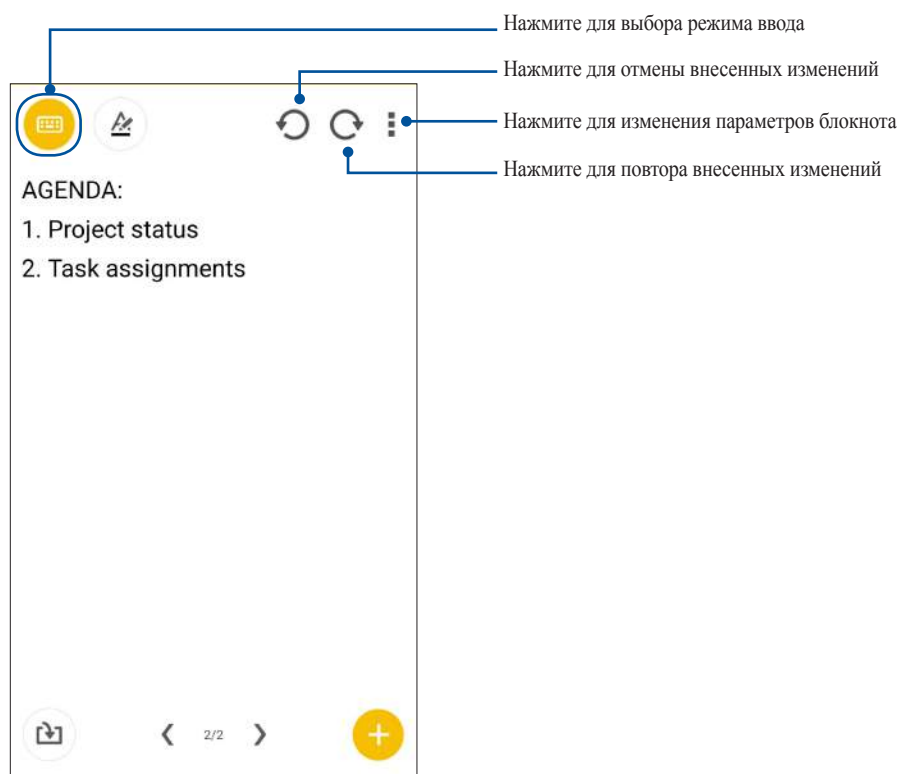 Нажмите для выбора режима ввода
Нажмите для отмены внесенных изменений
Нажмите для изменения параметров блокнота
Нажмите для повтора внесенных изменений
AGENDA:
1. Project status
2. Task assignments
2/2